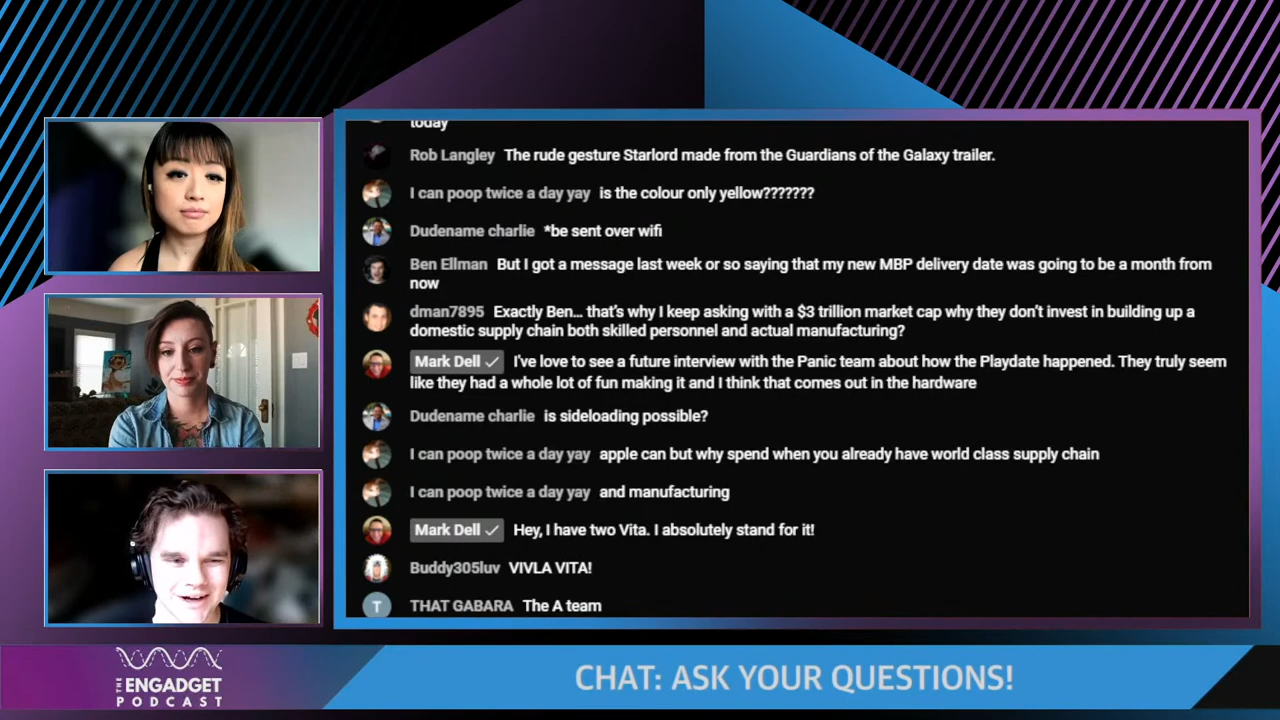 today
Rob Langley The rude gesture Starlord made from the Guardians of the Galaxy trailer.
I can poop twice a day yay is the colour only yellow???????
Dudename charlie *be sent over wifi
Ben Ellman But I got a message last week or so saying that my new MBP delivery date was going to be a month from
now
dman7895 Exactly Ben... that's why I keep asking with a $3 trillion market cap why they don't invest in building up a
domestic supply chain both skilled personnel and actual manufacturing?
Mark Dell ✓ I've love to see a future interview with the Panic team about how the Playdate happened. They truly seem
like they had a whole lot of fun making it and I think that comes out in the hardware
Dudename charlie is sideloading possible?
I can poop twice a day yay apple can but why spend when you already have world class supply chain
I can poop twice a day yay and manufacturing
Mark Dell ✓ Hey, I have two Vita. I absolutely stand for it!
Buddy305luv VIVLA VITA!
T THAT GABARA The A team
THE ENGADGET
PODCAST
CHAT: ASK YOUR QUESTIONS!